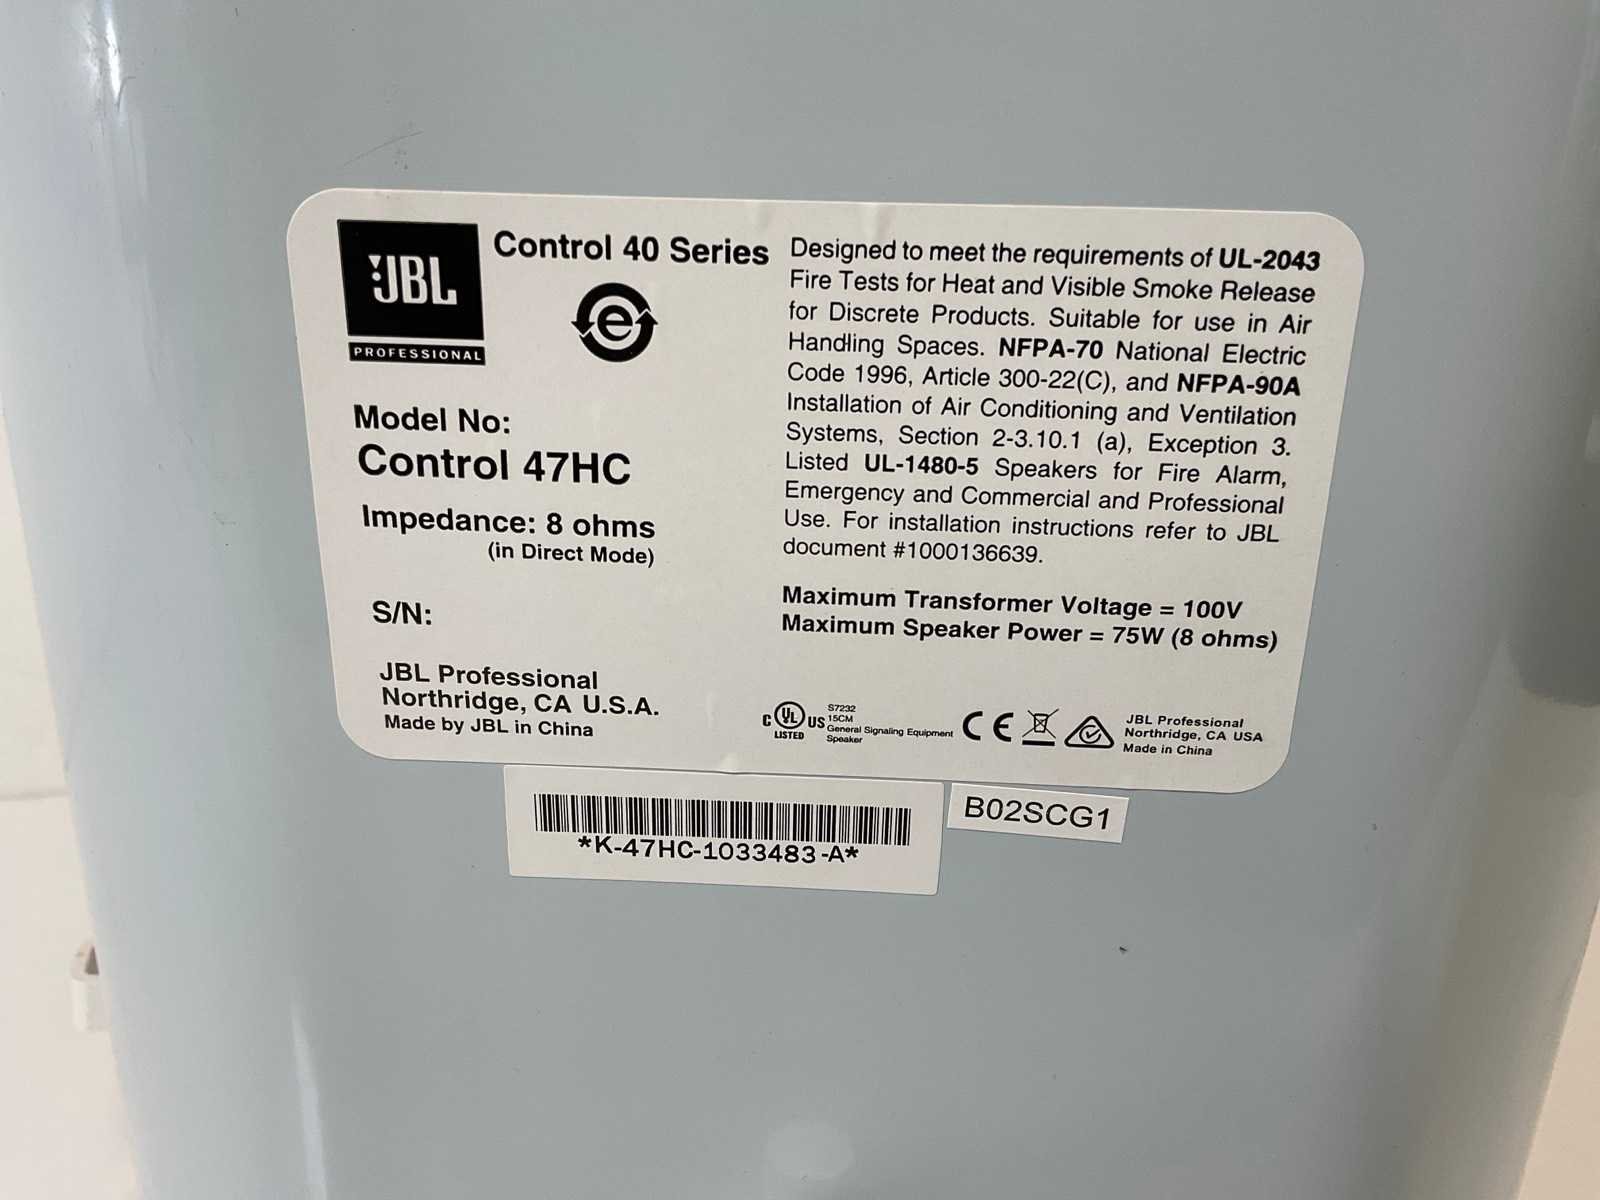 JBL
PROFESSIONAL
Control 40 Series
e
Model No:
Control 47HC
Impedance: 8 ohms
(in Direct Mode)
S/N:
JBL Professional
Northridge, CA U.S.A.
Made by JBL in China
Designed to meet the requirements of UL-2043
Fire Tests for Heat and Visible Smoke Release
for Discrete Products. Suitable for use in Air
Handling Spaces. NFPA-70 National Electric
Code 1996, Article 300-22(C), and NFPA-90A
Installation of Air Conditioning and Ventilation
Systems, Section 2-3.10.1 (a), Exception 3.
Listed UL-1480-5 Speakers for Fire Alarm,
Emergency and Commercial and Professional
Use. For installation instructions refer to JBL
document #1000136639.
Maximum Transformer Voltage = 100V
Maximum Speaker Power = 75W (8 ohms)
C UL US
LISTED
S7232
15CM
General Signaling Equipment
Speaker
CE
JBL Professional
Northridge, CA USA
Made in China
*K-47HC-1033483-A*
B02SCG1